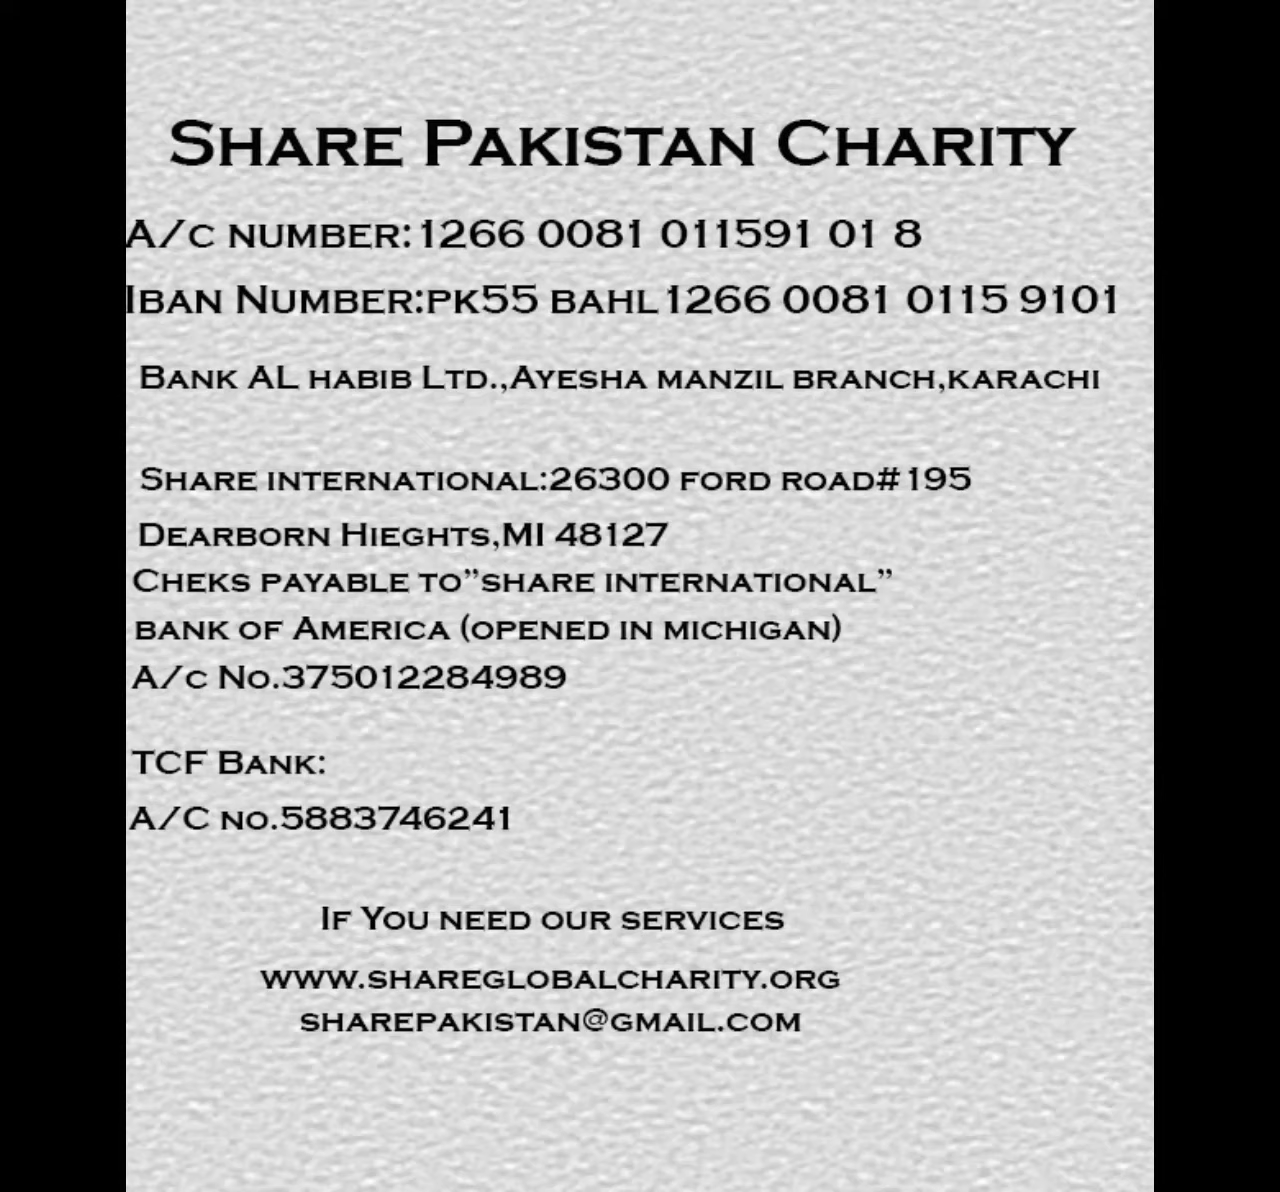 Share Pakistan Charity
A/c number:1266 0081 011591 01 8
Iban Number:pk55 bahl1266 0081 0115 9101
Bank AL habib Ltd.,Ayesha manzil branch,karachi
Share international:26300 ford road#195
Dearborn Hieghts,MI 48127
Cheks payable to”share international”
bank of America (opened in michigan)
A/c No.375012284989
TCF Bank:
A/C no.5883746241
If You need our services
www.shareglobalcharity.org
sharepakistan@gmail.com